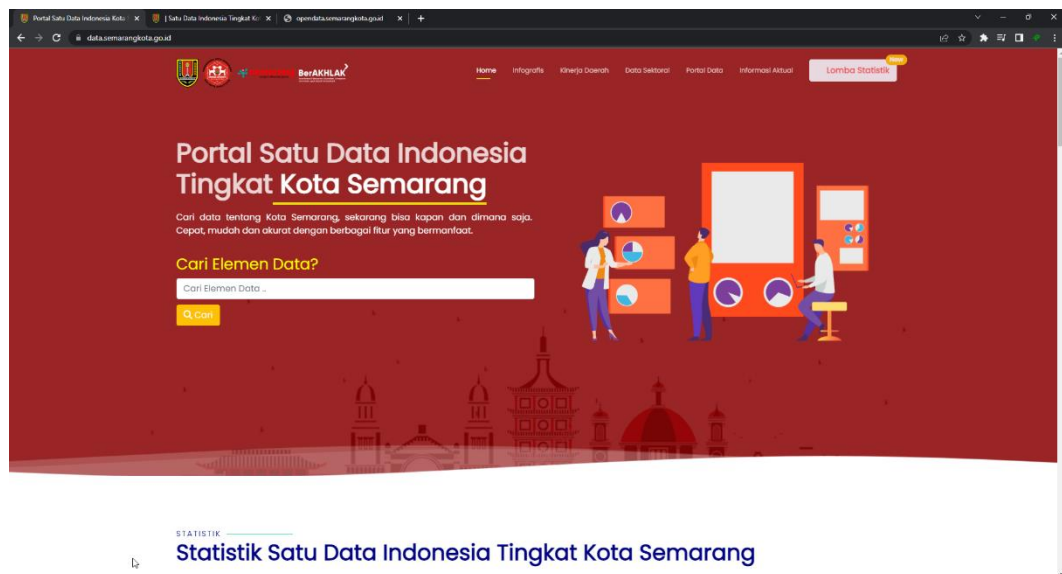 Portal Satu Data Indonesia Kota
| Satu Data Indonesia Tingkat Ko
opendata.semarangkota.go.id
data.semarangkota.go.id
BerAKHLAK
Home Infografis Kinerja Daerah Data Sektoral Portal Data Informasi Aktual Lomba Statistik New
Portal Satu Data Indonesia
Tingkat Kota Semarang
Cari data tentang Kota Semarang, sekarang bisa kapan dan dimana saja.
Cepat, mudah dan akurat dengan berbagai fitur yang bermanfaat.
Cari Elemen Data?
Cari Elemen Data ..
Cari
STATISTIK
Statistik Satu Data Indonesia Tingkat Kota Semarang